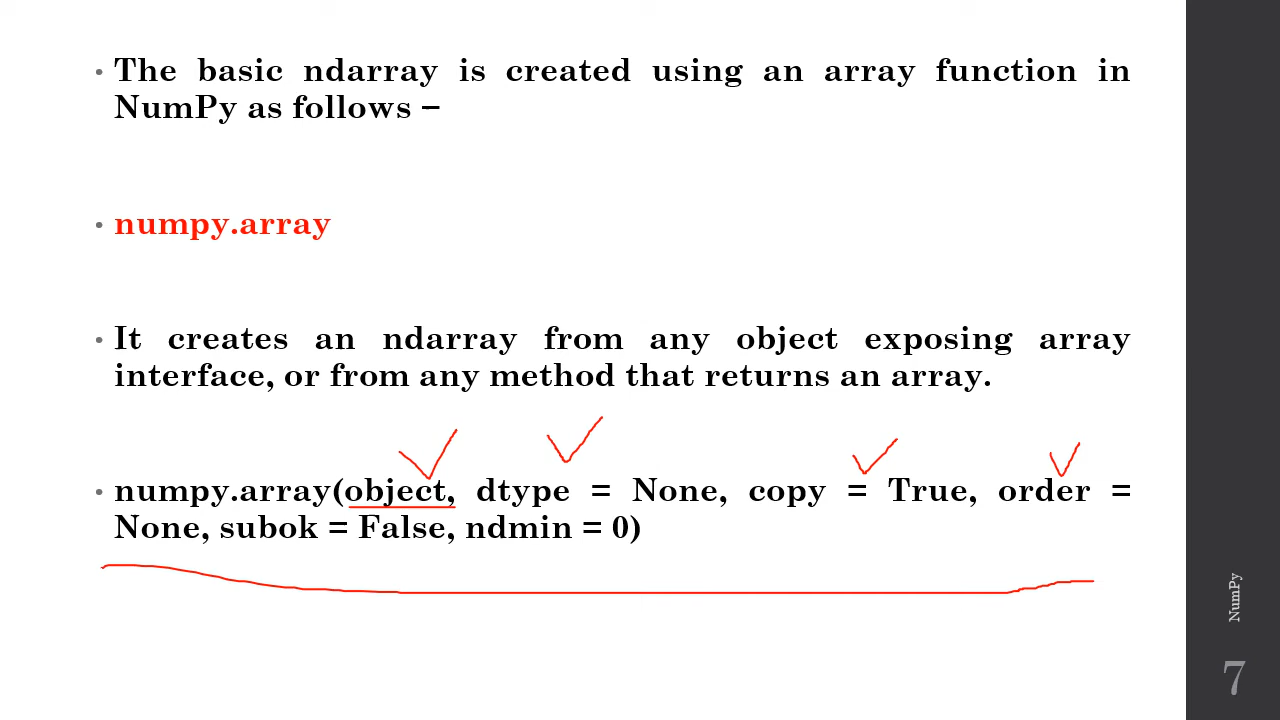 • The basic ndarray is created using an array function in
NumPy as follows –
• numpy.array
• It creates an ndarray from any object exposing array
interface, or from any method that returns an array.
• numpy.array(object, dtype = None, copy = True, order =
None, subok = False, ndmin = 0)
NumPy
7